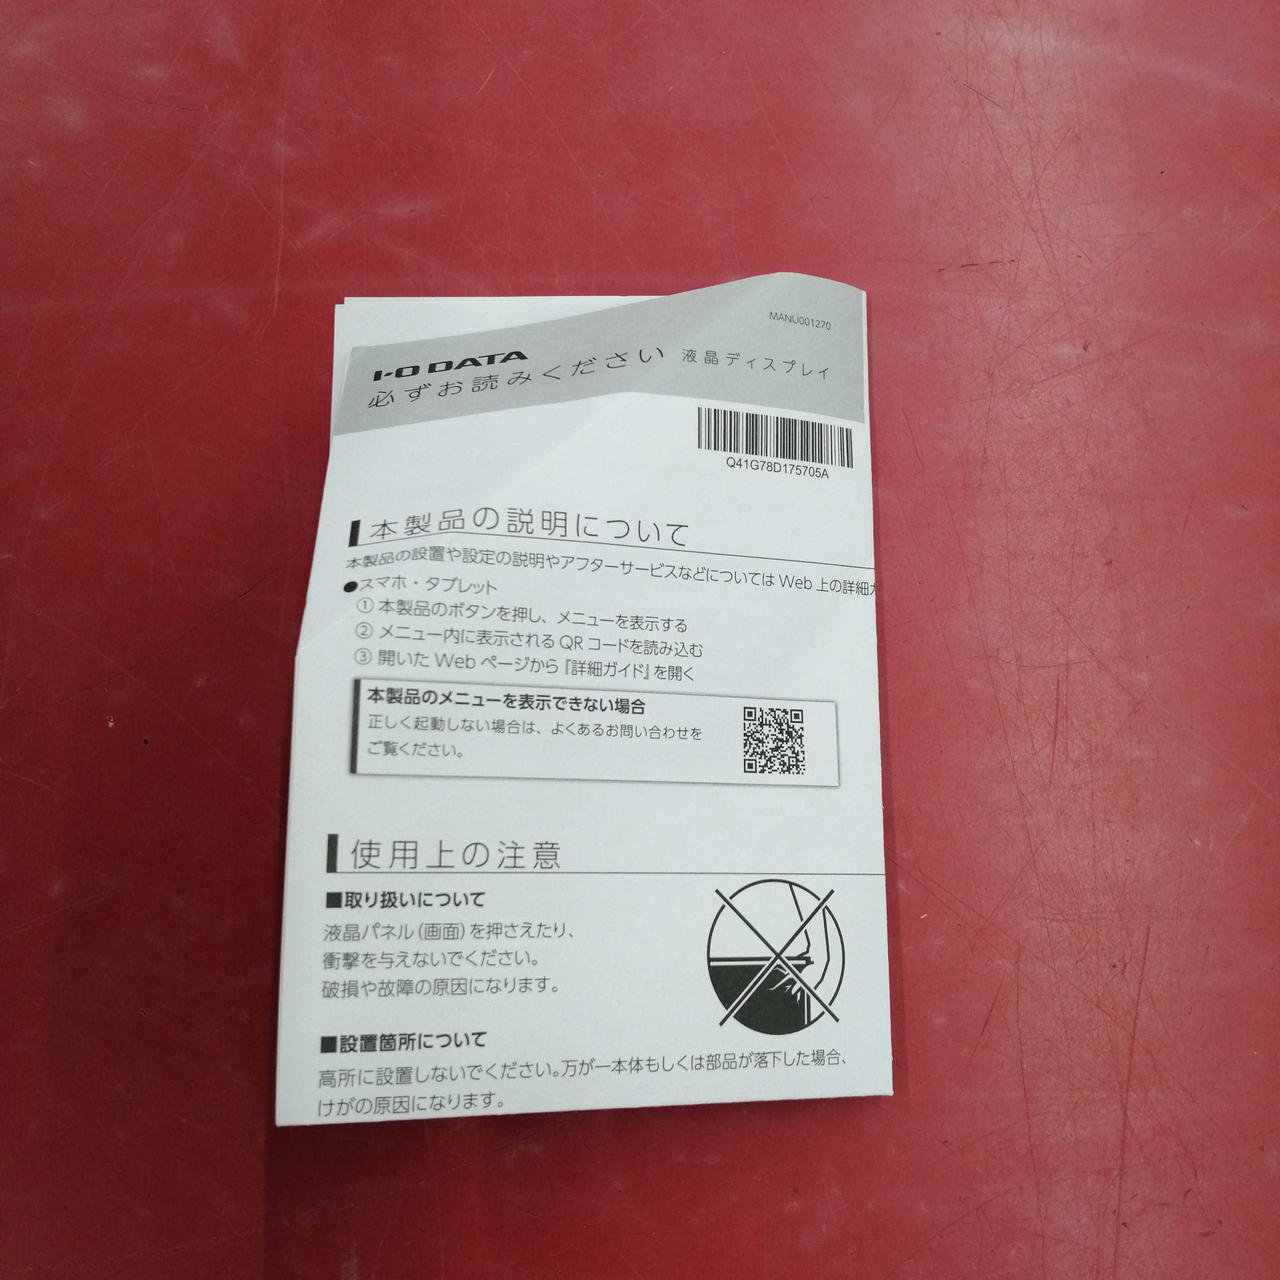 MANU001270
I-O DATA
必ずお読みください 液晶ディスプレイ
Q41G78D175705A
本製品の説明について
本製品の設置や設定の説明やアフターサービスなどについては Web 上の詳細
●スマホ・タブレット
① 本製品のボタンを押し、メニューを表示する
② メニュー内に表示される QR コードを読み込む
③ 開いた Web ページから『詳細ガイド』を開く
本製品のメニューを表示できない場合
正しく起動しない場合は、よくあるお問い合わせを
ご覧ください。
使用上の注意
■取り扱いについて
液晶パネル（画面）を押さえたり、
衝撃を与えないでください。
破損や故障の原因になります。
■設置箇所について
高所に設置しないでください。万が一本体もしくは部品が落下した場合、
けがの原因になります。